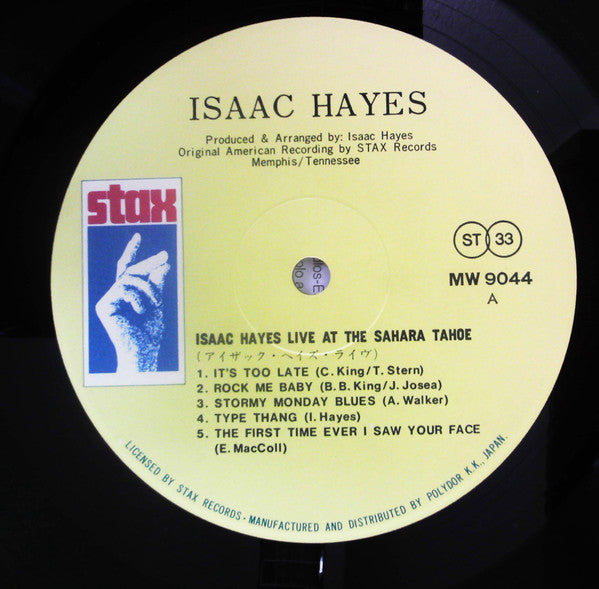 ISAAC HAYES
Produced & Arranged by: Isaac Hayes
Original American Recording by STAX Records
Memphis/Tennessee
stax
ST 33
MW 9044
A
ISAAC HAYES LIVE AT THE SAHARA TAHOE
(アイザック・ヘイズ・ライヴ)
1. IT'S TOO LATE (C. King/T. Stern)
2. ROCK ME BABY (B. B. King/J. Josea)
3. STORMY MONDAY BLUES (A. Walker)
4. TYPE THANG (I. Hayes)
5. THE FIRST TIME EVER I SAW YOUR FACE
(E. MacColl)
LICENSED BY STAX RECORDS · MANUFACTURED AND DISTRIBUTED BY POLYDOR K.K., JAPAN.